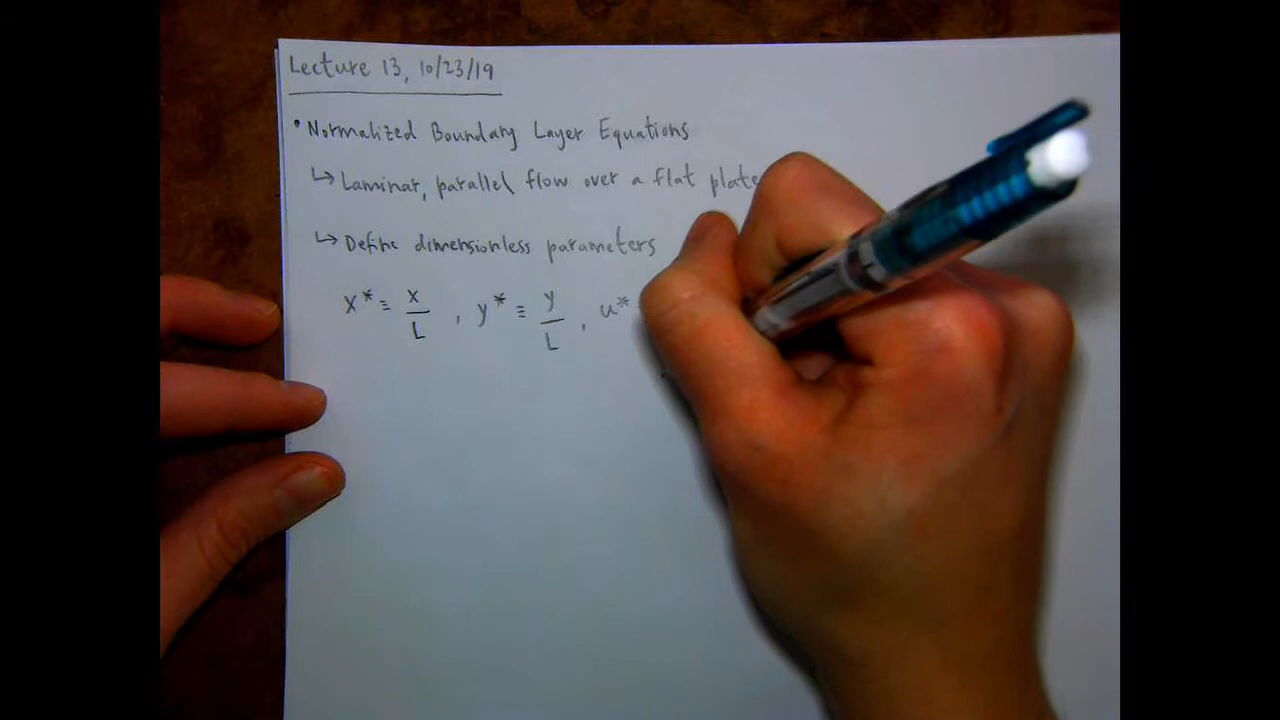 Lecture 13, 10/23/19
• Normalized Boundary Layer Equations
↳ Laminar, parallel flow over a flat plate
↳ Define dimensionless parameters
x* ≡ x/L , y* ≡ y/L , u*